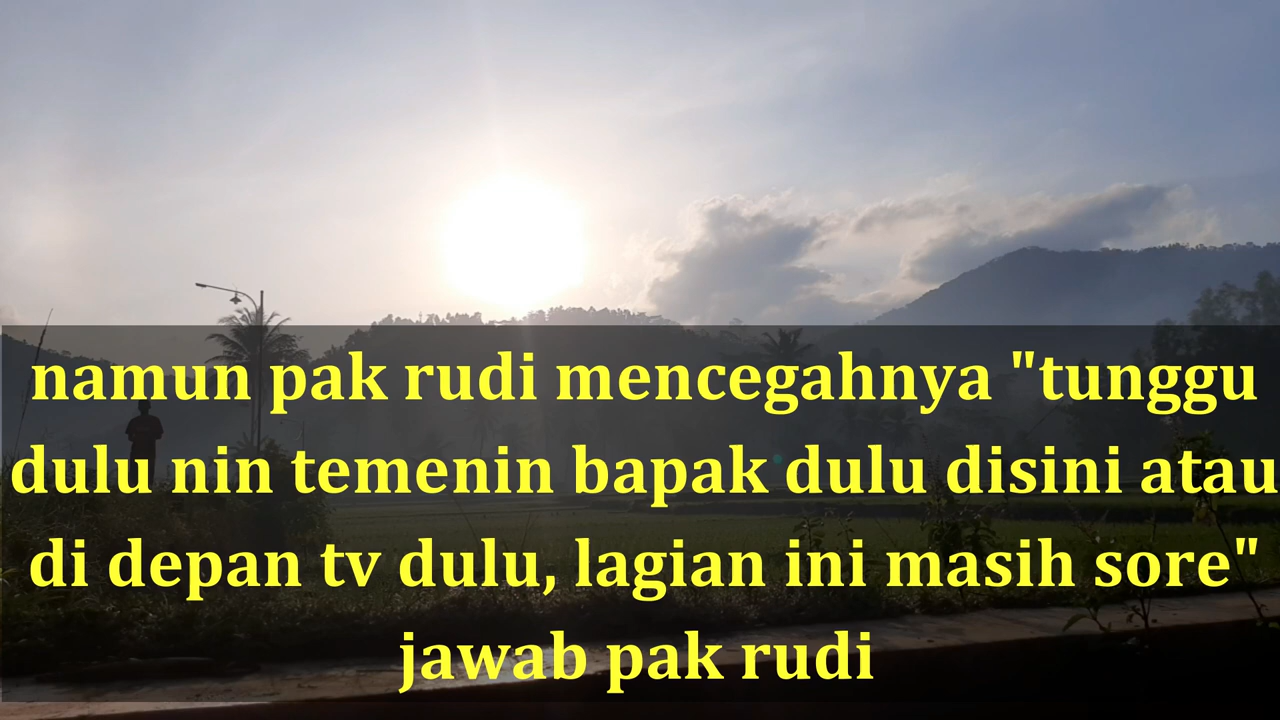 namun pak rudi mencegahnya "tunggu
dulu nin temenin bapak dulu disini atau
di depan tv dulu, lagian ini masih sore"
jawab pak rudi